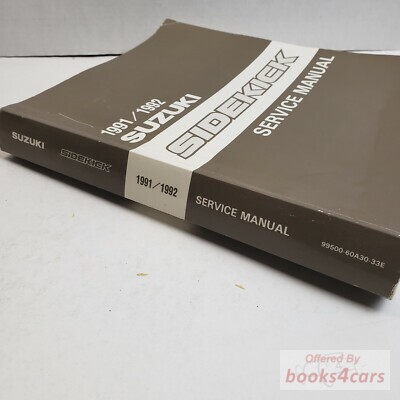 1991/1992
SUZUKI
SIDEKICK
SERVICE MANUAL
SUZUKI
SIDEKICK
1991/1992
SERVICE MANUAL
99500-60A30-33E
Offered By
books4cars